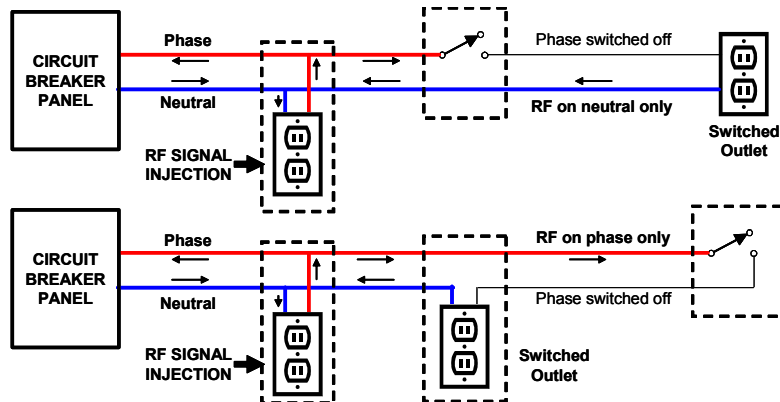 Phase
Phase switched off
CIRCUIT
BREAKER
PANEL
Neutral
RF on neutral only
RF SIGNAL
INJECTION
Switched
Outlet
Phase
RF on phase only
CIRCUIT
BREAKER
PANEL
Neutral
Phase switched off
RF SIGNAL
INJECTION
Switched
Outlet